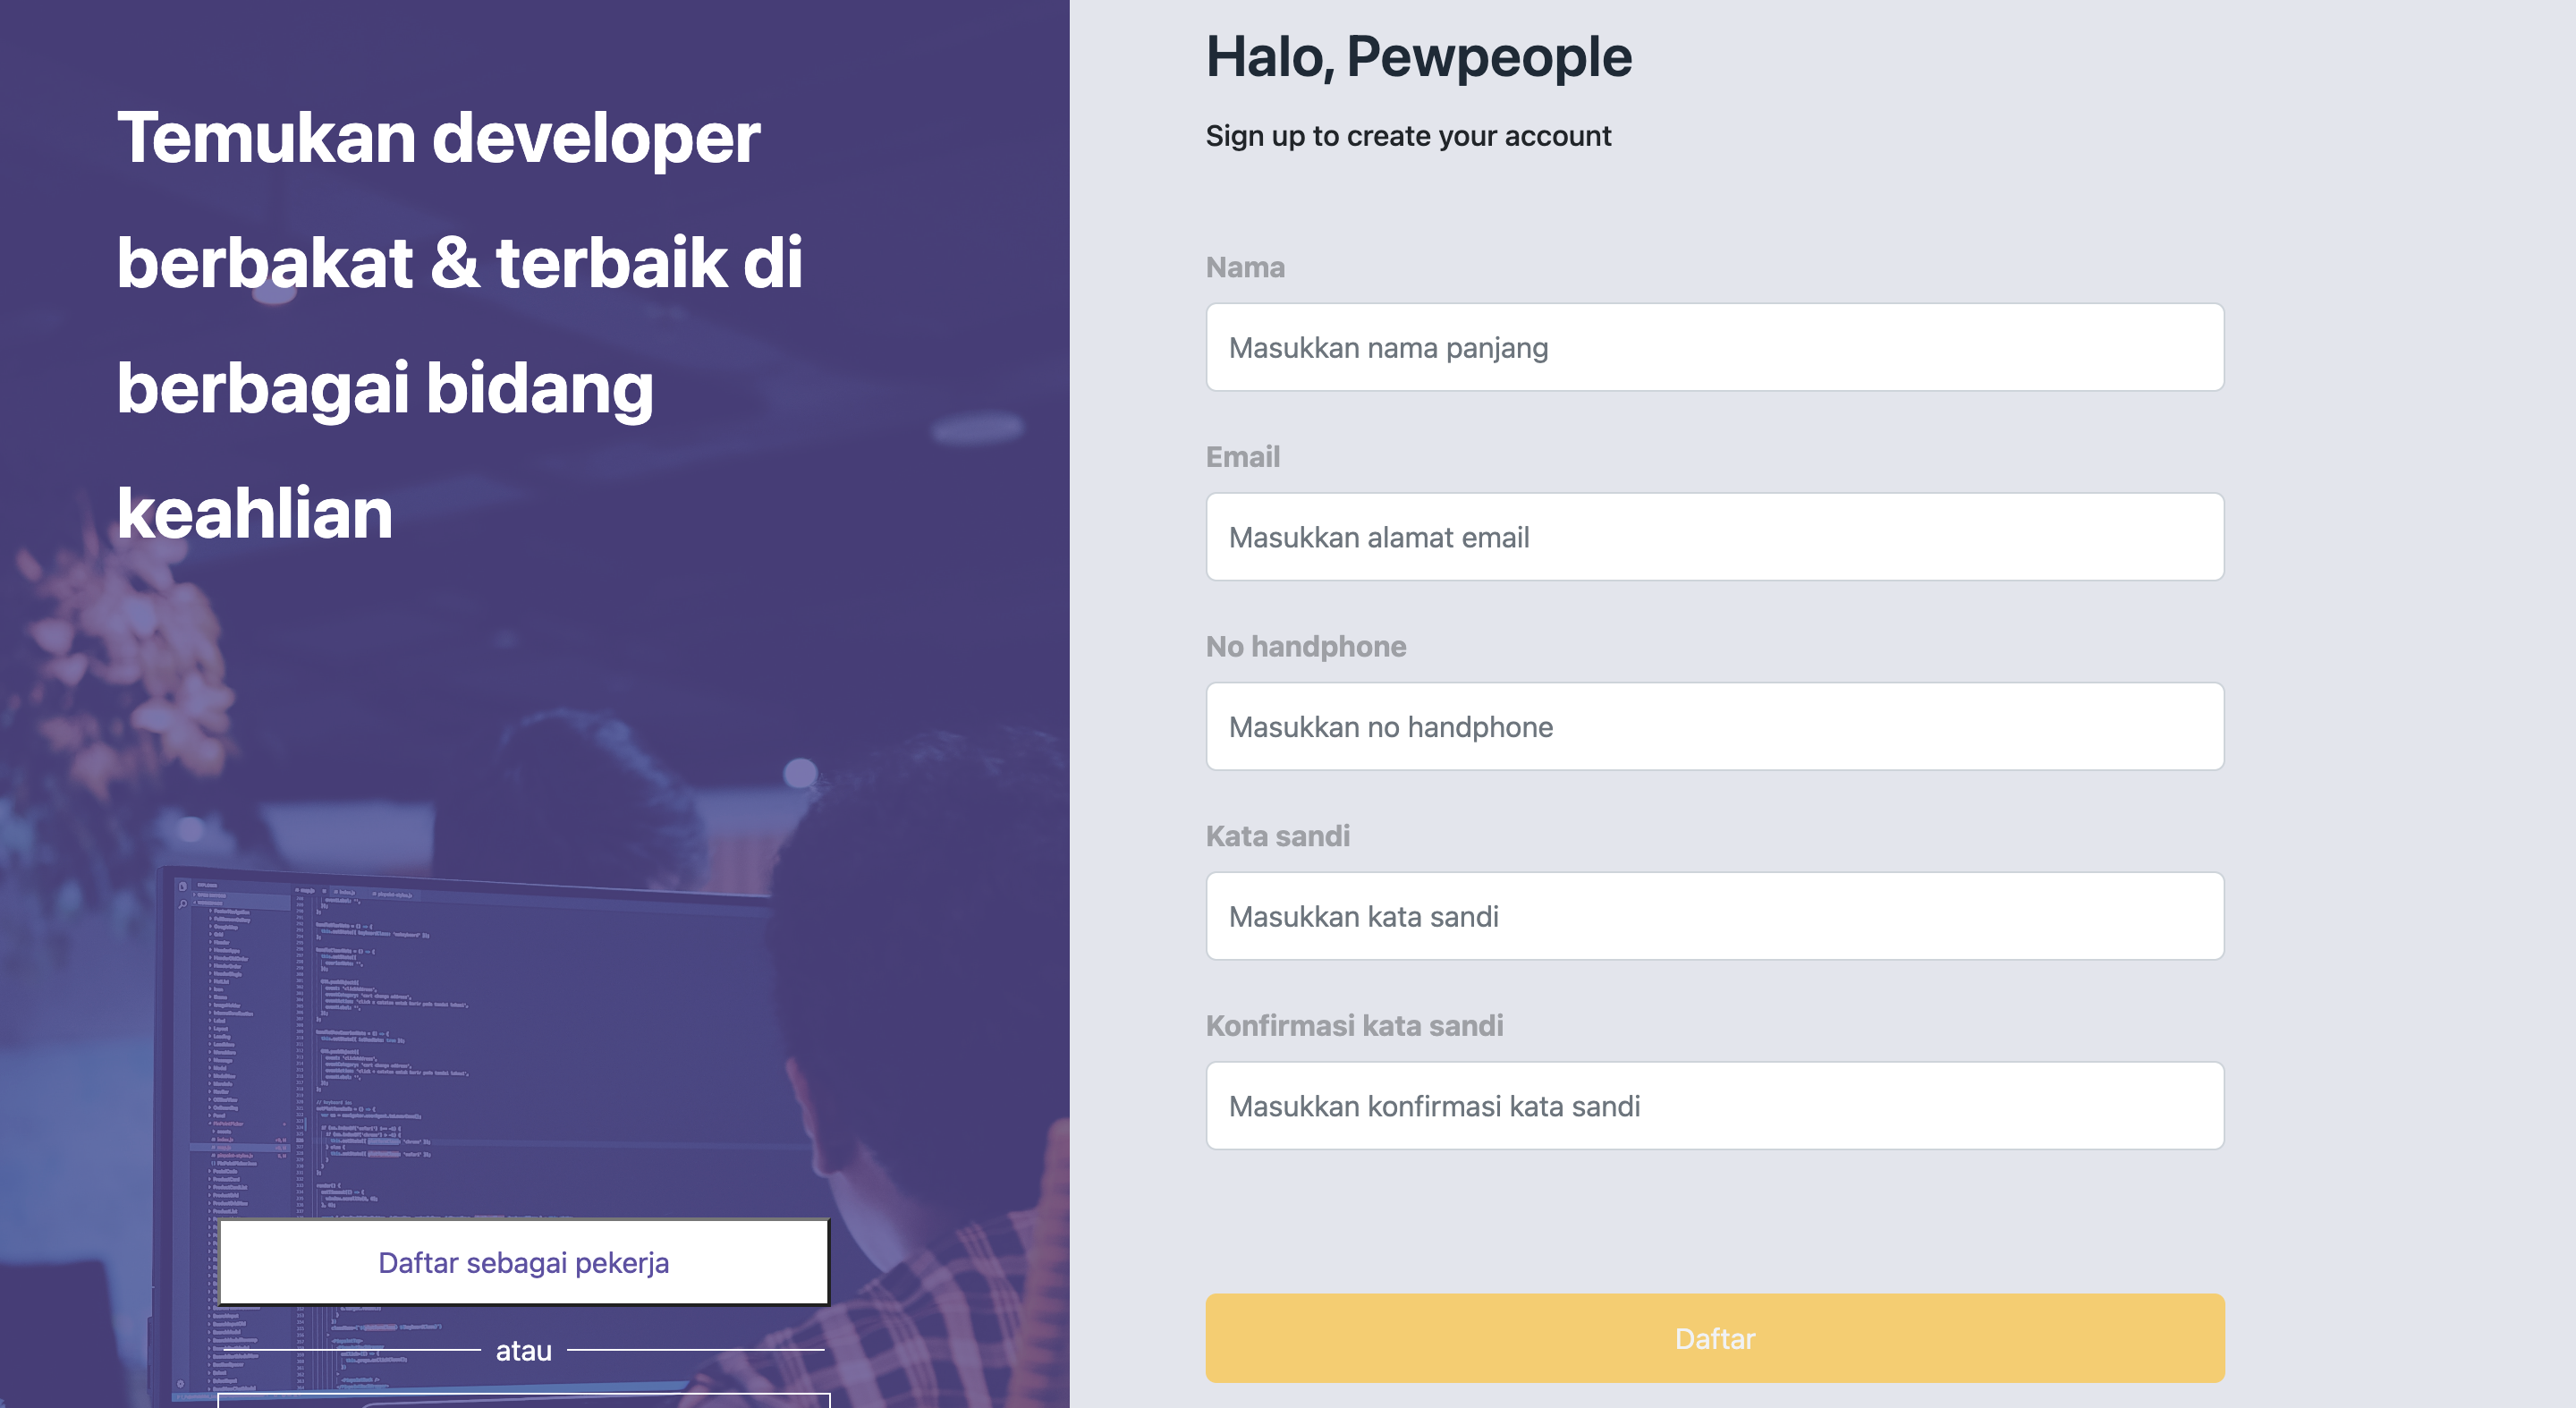 Temukan developer
berbakat & terbaik di
berbagai bidang
keahlian
Daftar sebagai pekerja
atau
Halo, Pewpeople
Sign up to create your account
Nama
Masukkan nama panjang
Email
Masukkan alamat email
No handphone
Masukkan no handphone
Kata sandi
Masukkan kata sandi
Konfirmasi kata sandi
Masukkan konfirmasi kata sandi
Daftar